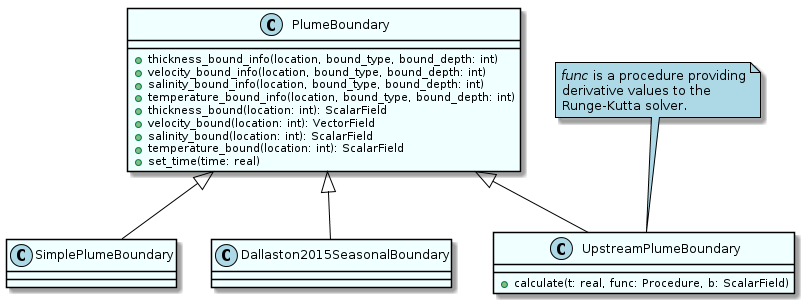 C PlumeBoundary
thickness_bound_info(location, bound_type, bound_depth: int)
velocity_bound_info(location, bound_type, bound_depth: int)
salinity_bound_info(location, bound_type, bound_depth: int)
temperature_bound_info(location, bound_type, bound_depth: int)
thickness_bound(location: int): ScalarField
velocity_bound(location: int): VectorField
salinity_bound(location: int): ScalarField
temperature_bound(location: int): ScalarField
set_time(time: real)
func is a procedure providing
derivative values to the
Runge-Kutta solver.
C SimplePlumeBoundary
C Dallaston2015SeasonalBoundary
C UpstreamPlumeBoundary
calculate(t: real, func: Procedure, b: ScalarField)